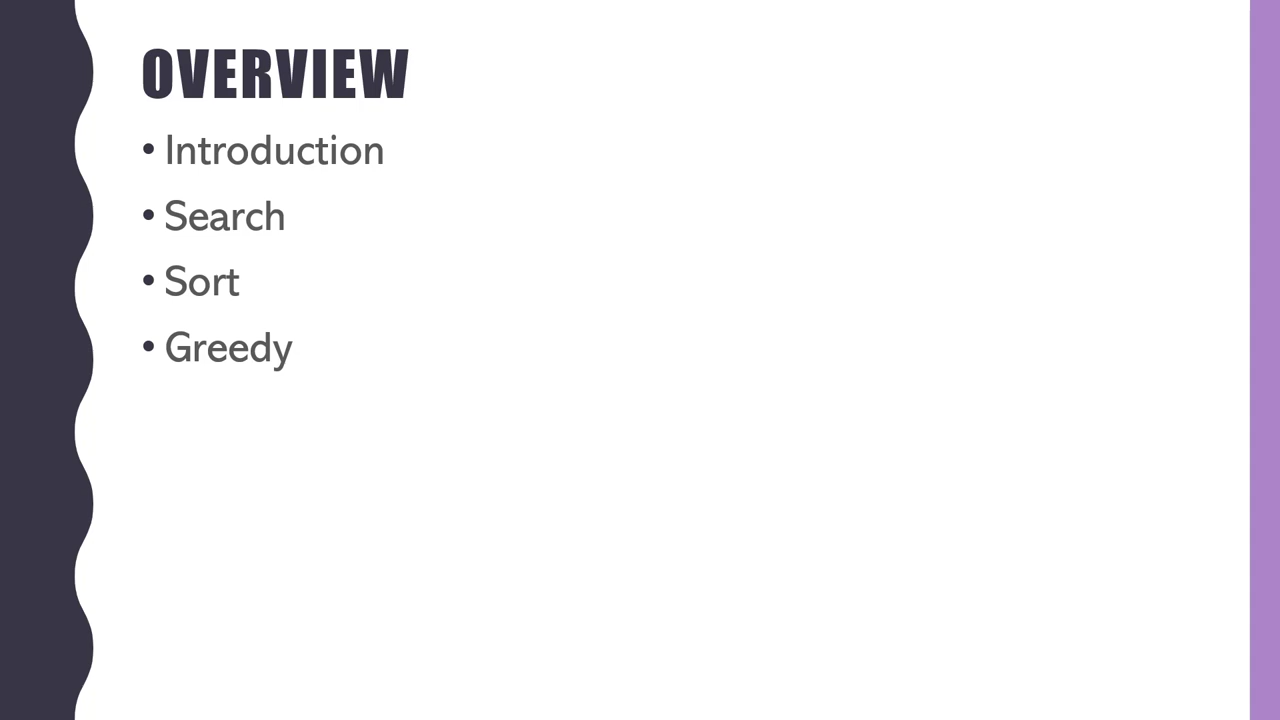 OVERVIEW
• Introduction
• Search
• Sort
• Greedy